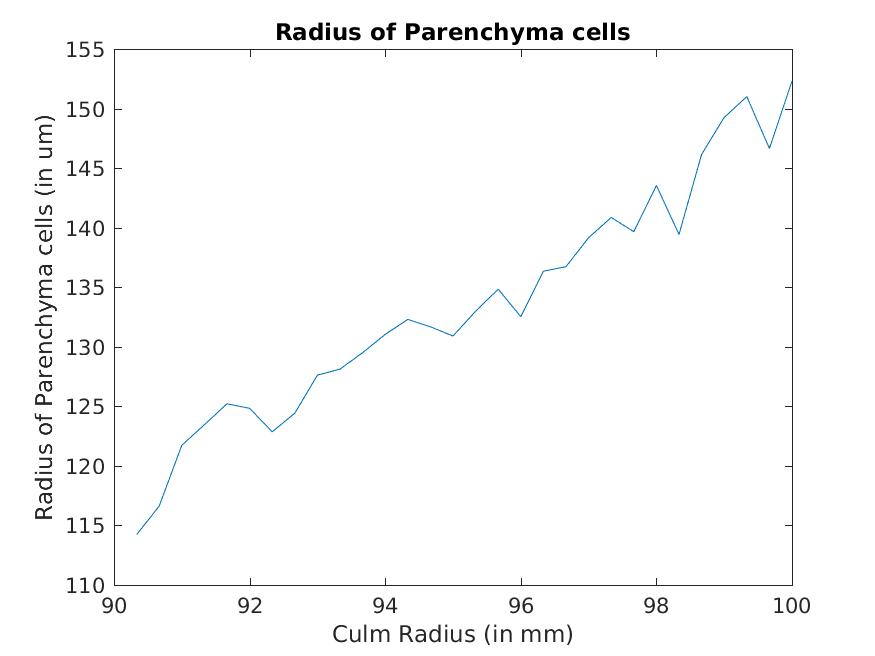 Radius of Parenchyma cells
155
150
145
140
135
130
125
120
115
110
Radius of Parenchyma cells (in um)
90 92 94 96 98 100
Culm Radius (in mm)